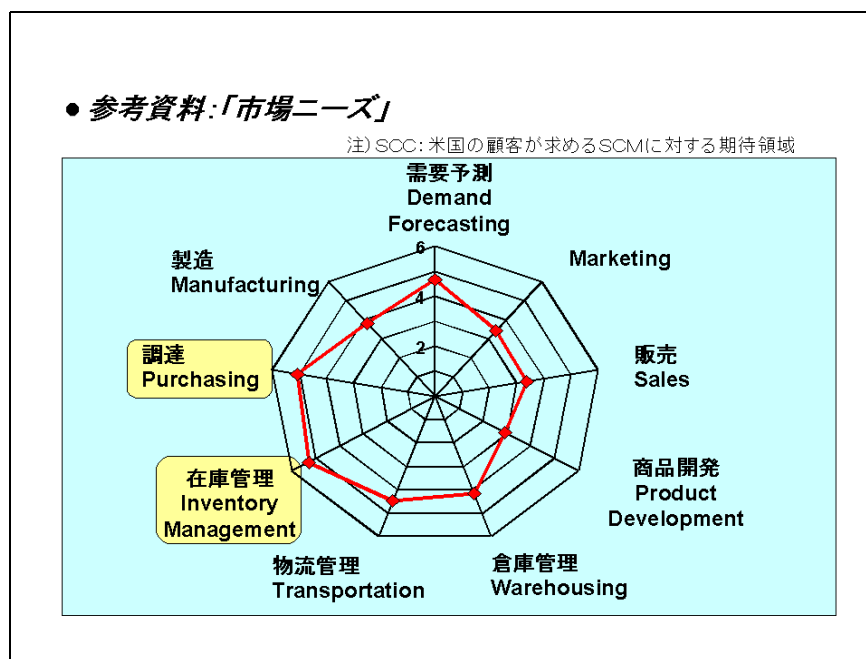 ● 参考資料：「市場ニーズ」
注）SCC：米国の顧客が求めるSCMに対する期待領域
需要予測
Demand
Forecasting
6
4
2
Marketing
販売
Sales
商品開発
Product
Development
倉庫管理
Warehousing
物流管理
Transportation
在庫管理
Inventory
Management
調達
Purchasing
製造
Manufacturing